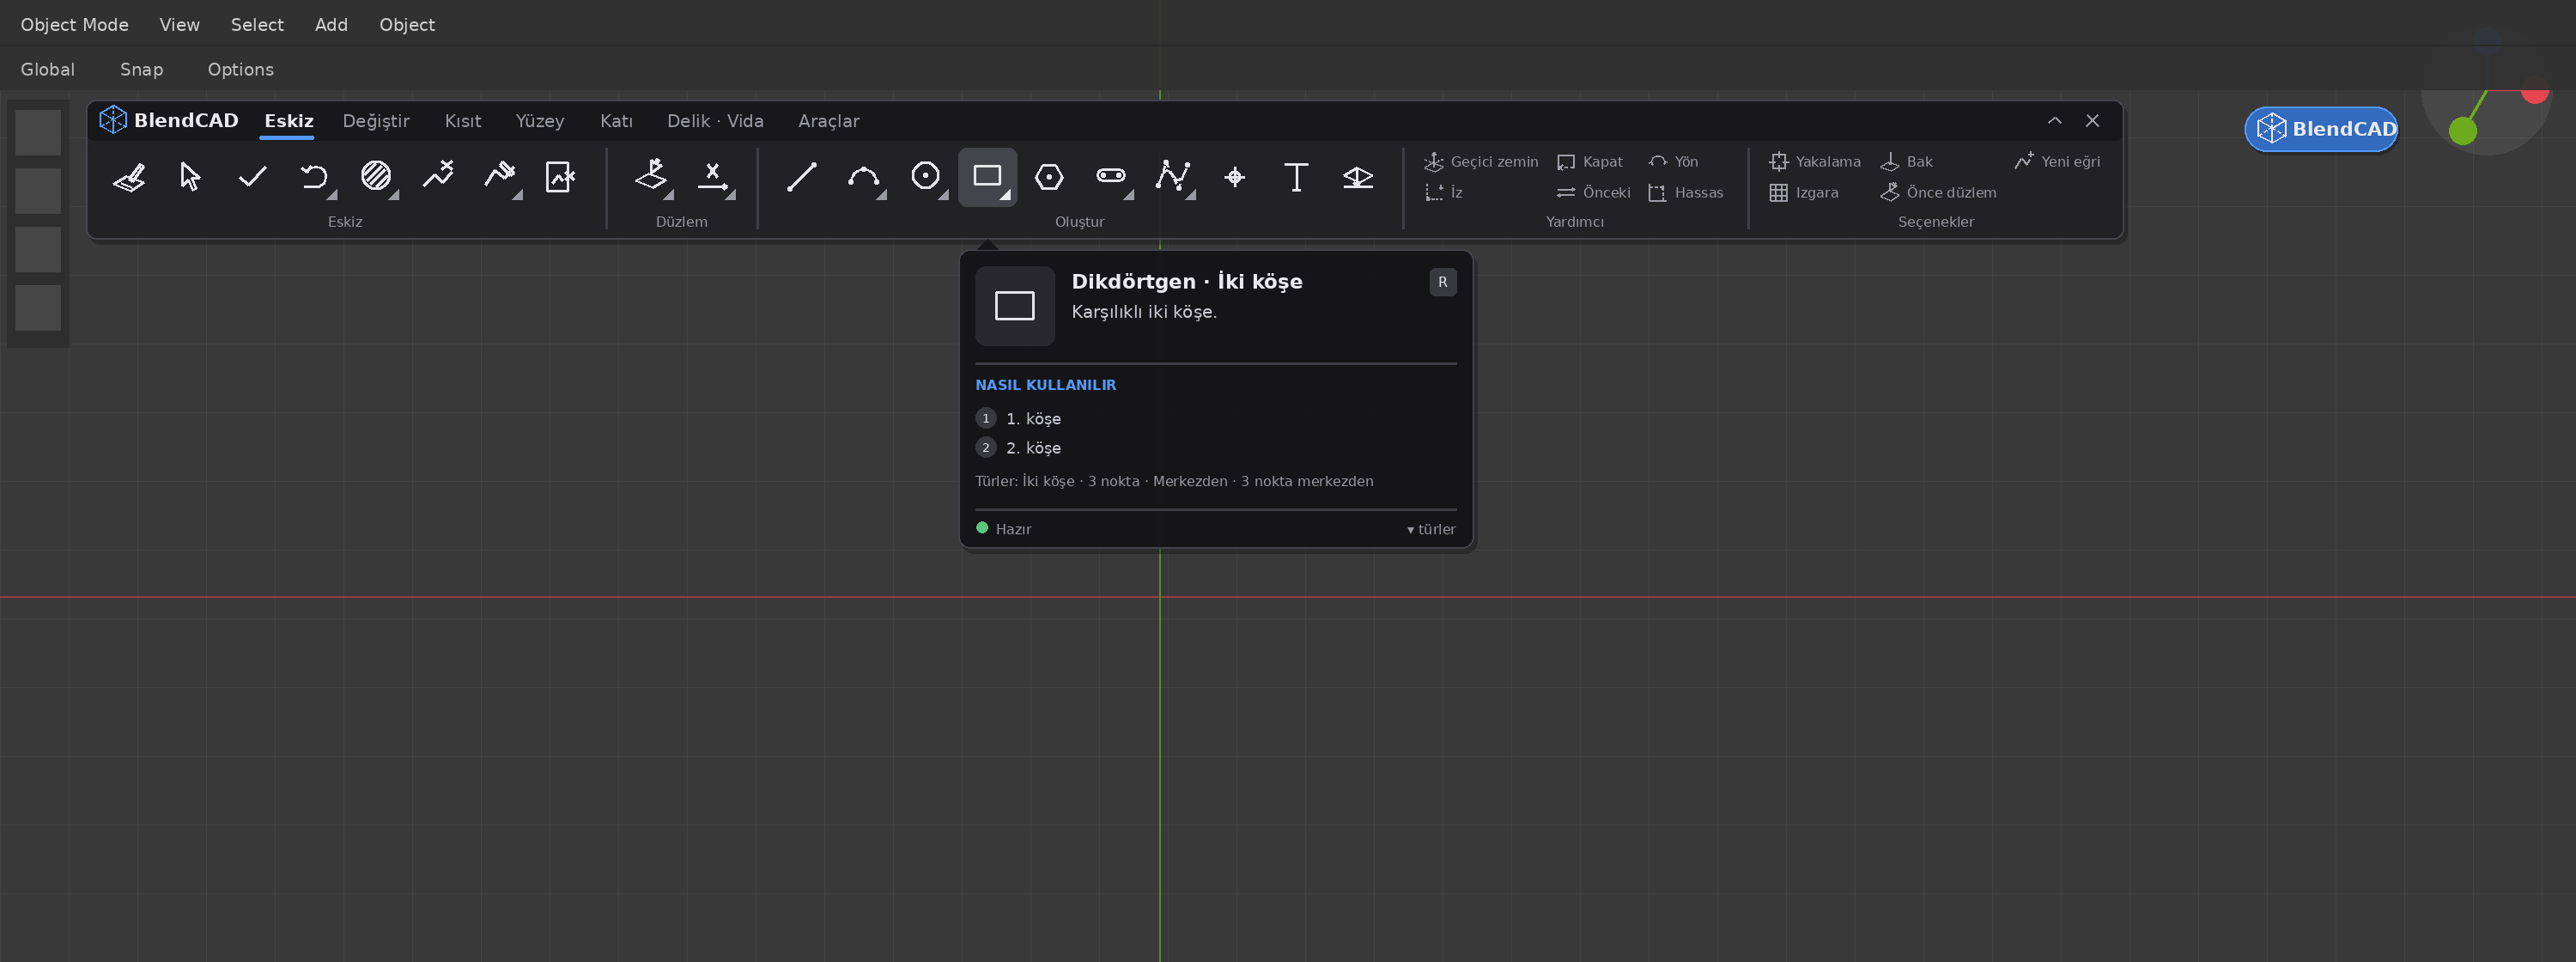 Object Mode View Select Add Object
Global Snap Options
BlendCAD Eskiz Değiştir Kısıt Yüzey Katı Delik · Vida Araçlar
BlendCAD
Geçici zemin Kapat Yön Yakalama Bak Yeni eğri
İz Önceki Hassas Izgara Önce düzlem
Eskiz Düzlem Oluştur Yardımcı Seçenekler
Dikdörtgen · İki köşe R
Karşılıklı iki köşe.
NASIL KULLANILIR
1 1. köşe
2 2. köşe
Türler: İki köşe · 3 nokta · Merkezden · 3 nokta merkezden
Hazır ▾ türler